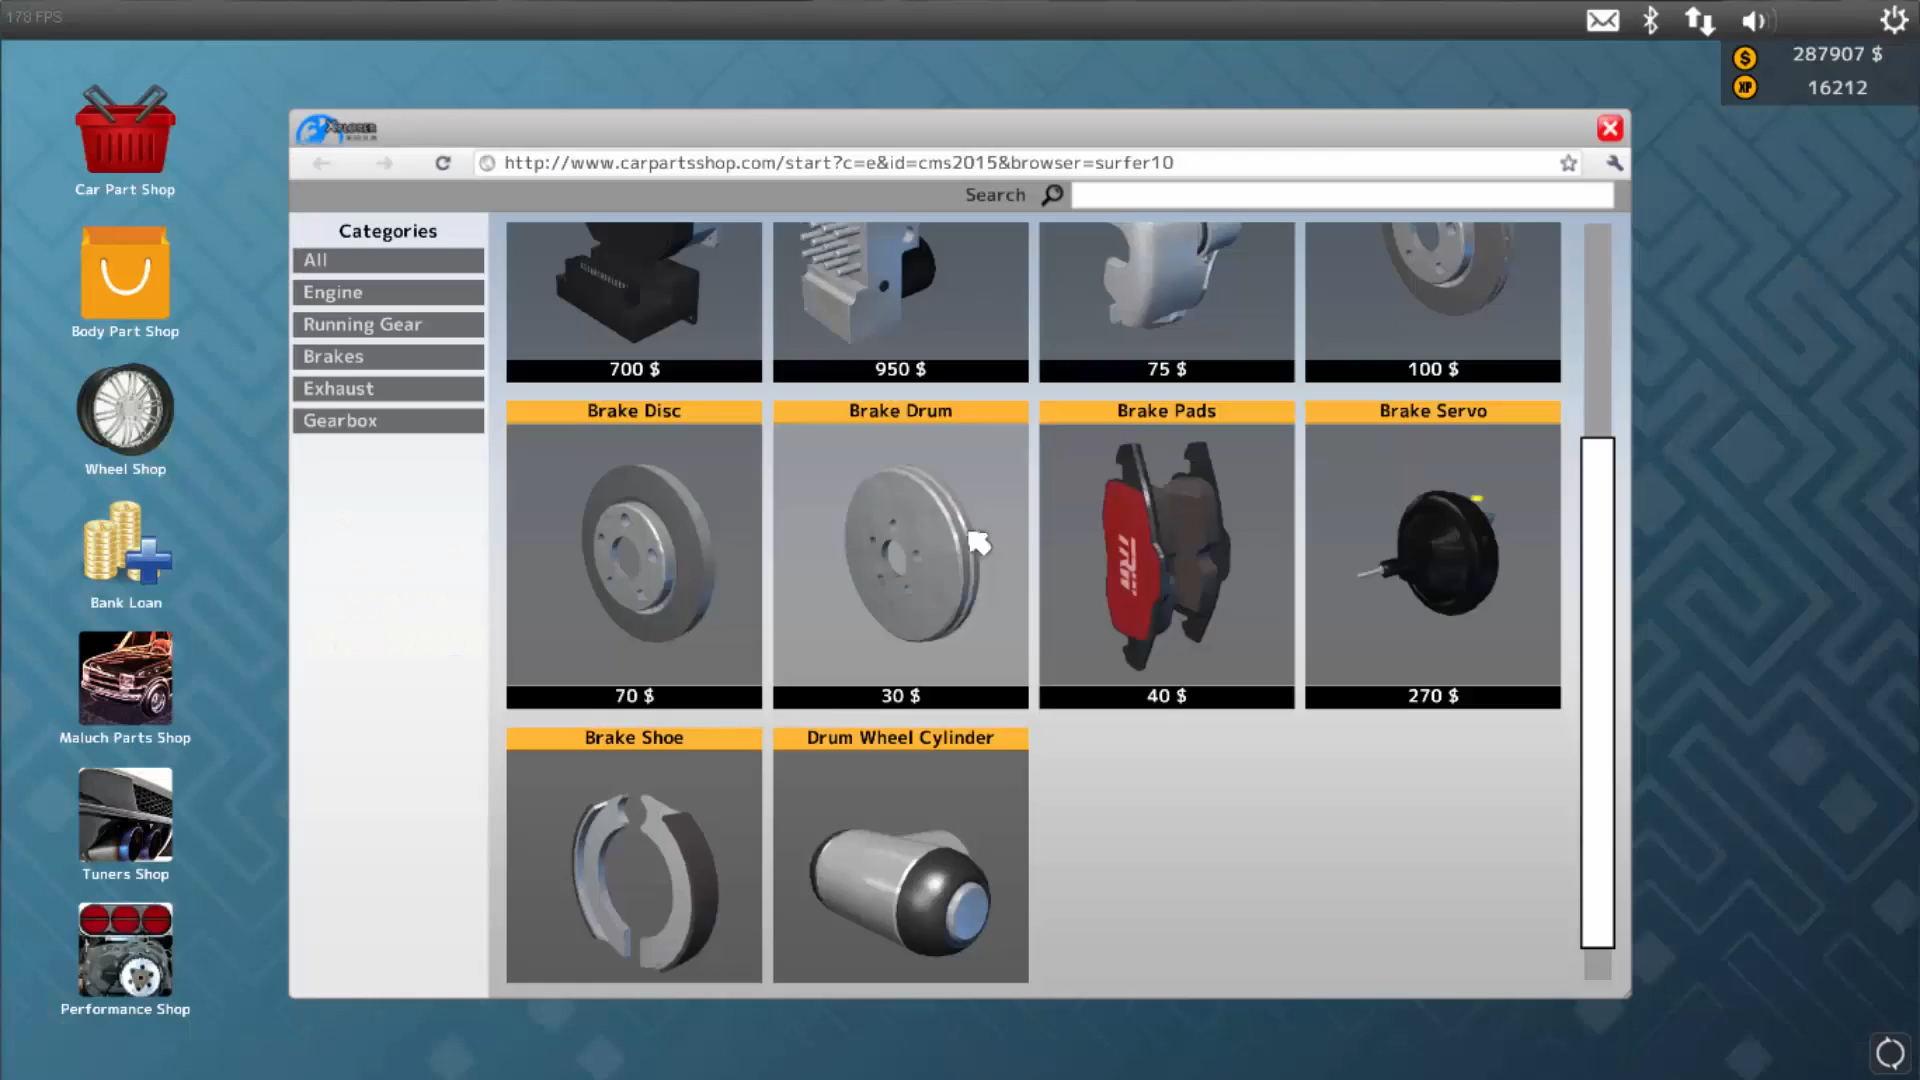 178 FPS
287907 $
XP
16212
Car Part Shop
Body Part Shop
Wheel Shop
Bank Loan
Maluch Parts Shop
Tuners Shop
Performance Shop
http://www.carpartsshop.com/start?c=e&id=cms2015&browser=surfer10
Search
Categories
All
Engine
Running Gear
Brakes
Exhaust
Gearbox
700 $
950 $
75 $
100 $
Brake Disc
Brake Drum
Brake Pads
Brake Servo
TRW
70 $
30 $
40 $
270 $
Brake Shoe
Drum Wheel Cylinder